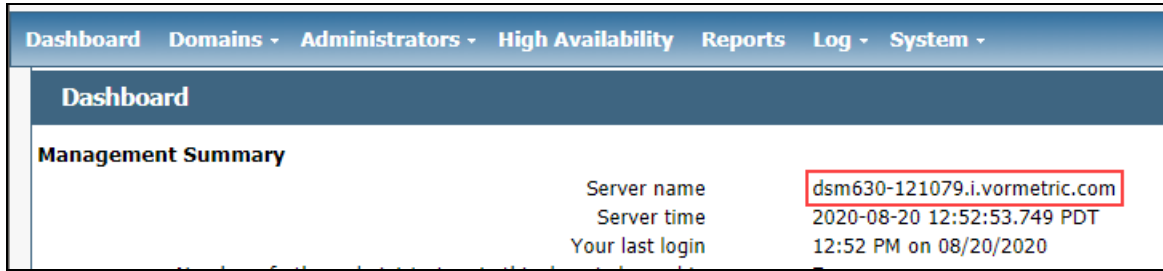 Dashboard Domains Administrators High Availability Reports Log System
Dashboard
Management Summary
Server name dsm630-121079.i.vormetric.com
Server time 2020-08-20 12:52:53.749 PDT
Your last login 12:52 PM on 08/20/2020